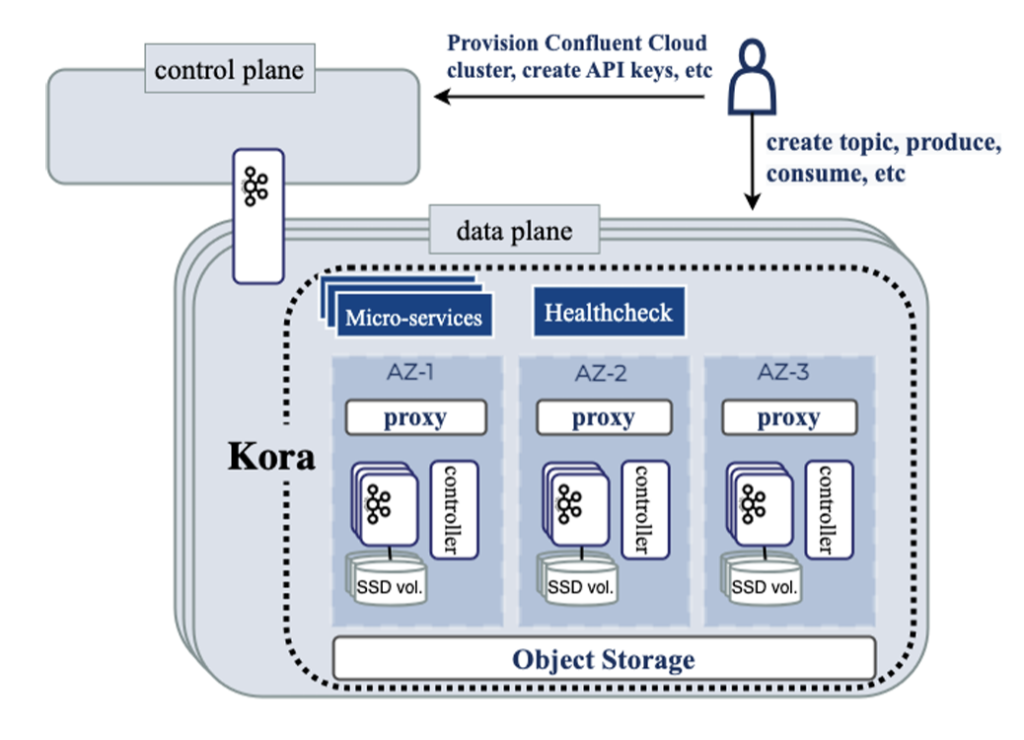 Provision Confluent Cloud
cluster, create API keys, etc
control plane
create topic, produce,
consume, etc
data plane
Micro-services
Healthcheck
AZ-1
AZ-2
AZ-3
proxy
proxy
proxy
Kora
controller
controller
controller
SSD vol.
SSD vol.
SSD vol.
Object Storage